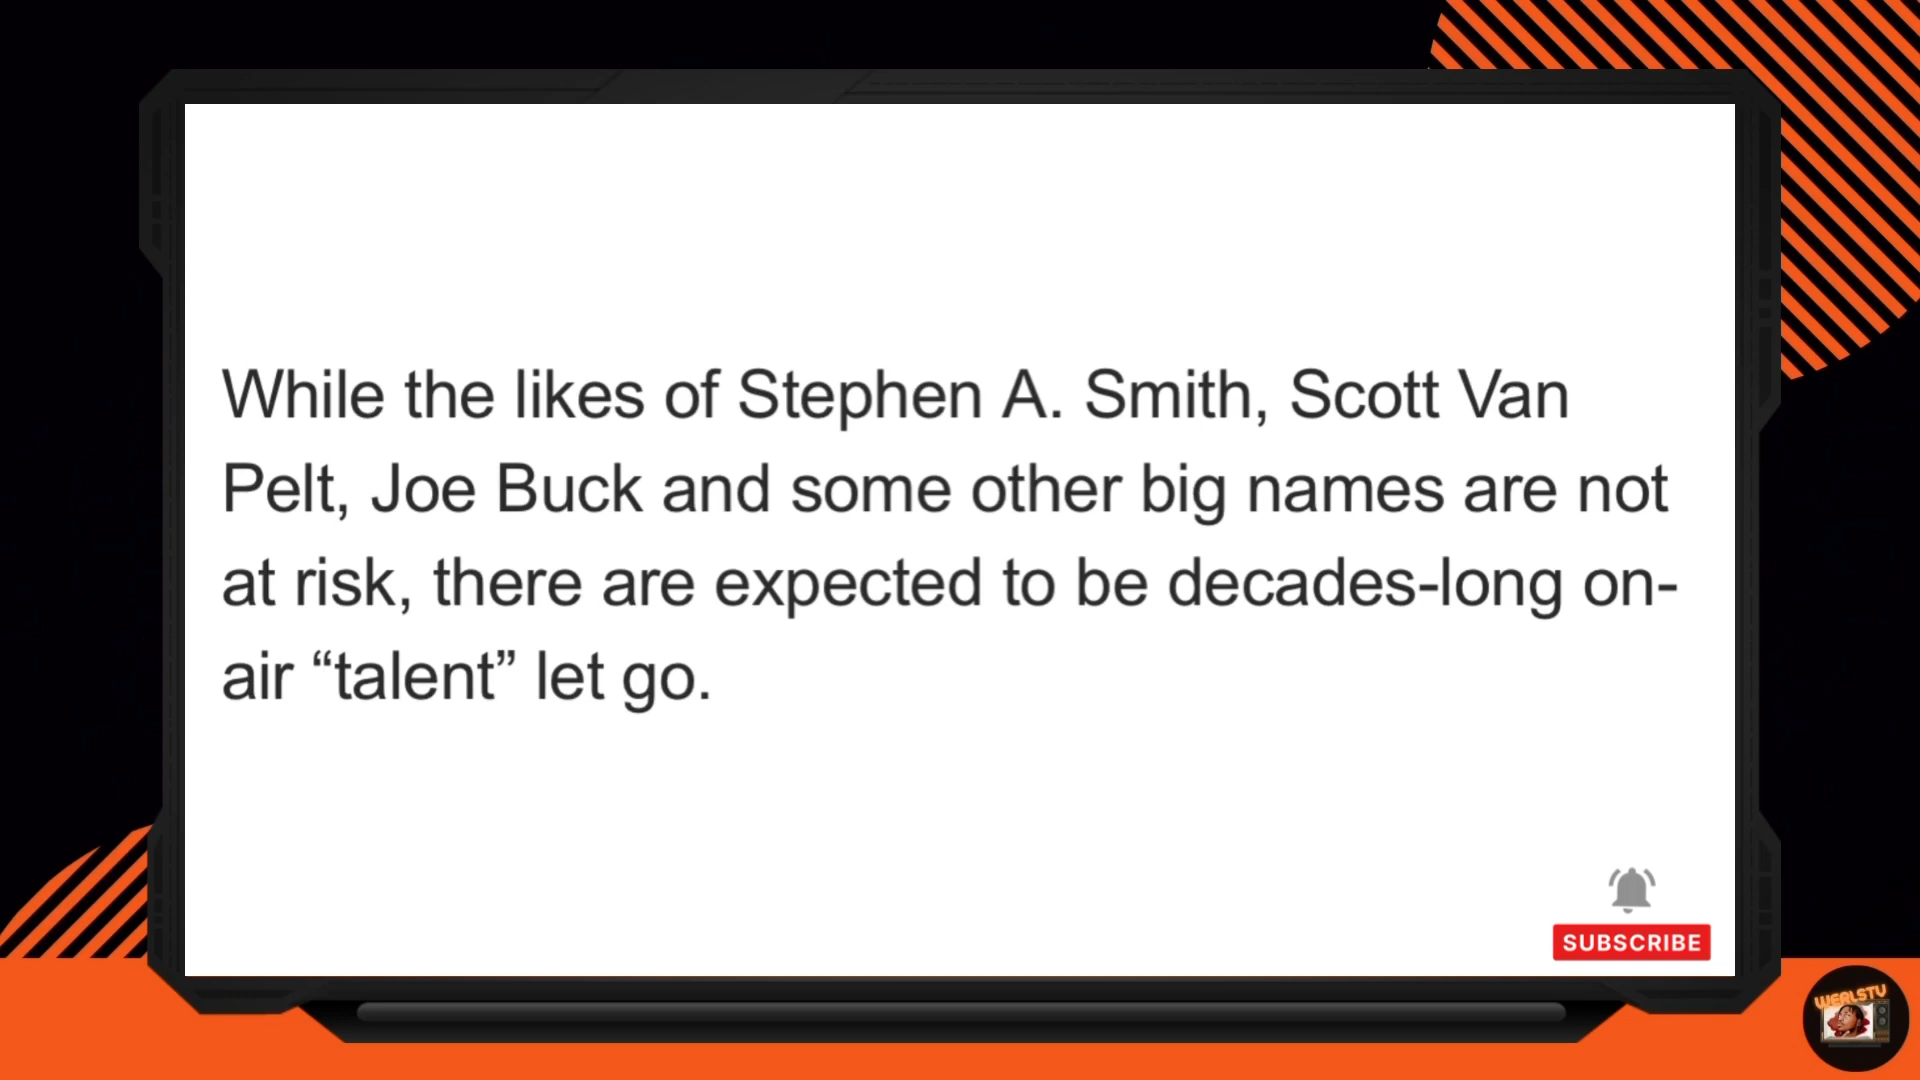 While the likes of Stephen A. Smith, Scott Van
Pelt, Joe Buck and some other big names are not
at risk, there are expected to be decades-long on-
air “talent” let go.
SUBSCRIBE
WERLSTV